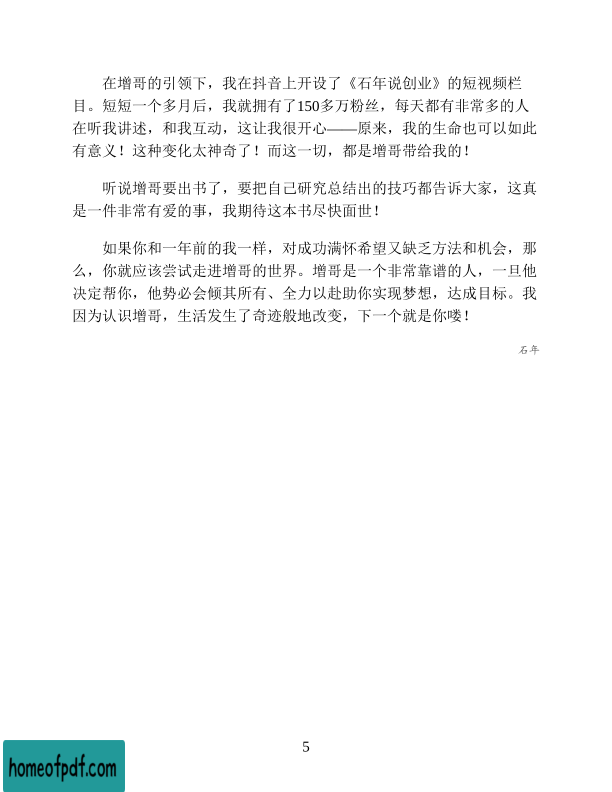 在增哥的引领下，我在抖音上开设了《石年说创业》的短视频栏
目。短短一个多月后，我就拥有了150多万粉丝，每天都有非常多的人
在听我讲述，和我互动，这让我很开心——原来，我的生命也可以如此
有意义！这种变化太神奇了！而这一切，都是增哥带给我的！
听说增哥要出书了，要把自己研究总结出的技巧都告诉大家，这真
是一件非常有爱的事，我期待这本书尽快面世！
如果你和一年前的我一样，对成功满怀希望又缺乏方法和机会，那
么，你就应该尝试走进增哥的世界。增哥是一个非常靠谱的人，一旦他
决定帮你，他势必会倾其所有、全力以赴助你实现梦想，达成目标。我
因为认识增哥，生活发生了奇迹般地改变，下一个就是你喽！
石年
5
homeofpdf.com